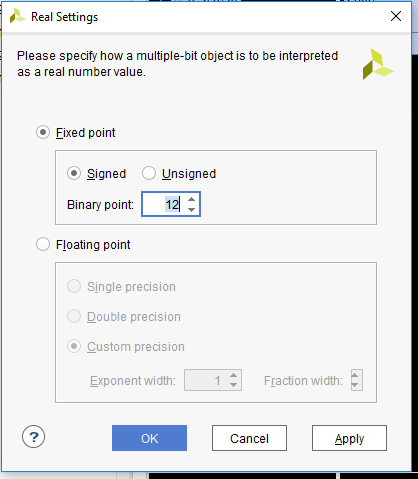 Real Settings
Please specify how a multiple-bit object is to be interpreted
as a real number value.
Fixed point
Signed Unsigned
Binary point: 12
Floating point
Single precision
Double precision
Custom precision
Exponent width: 1 Fraction width:
? OK Cancel Apply